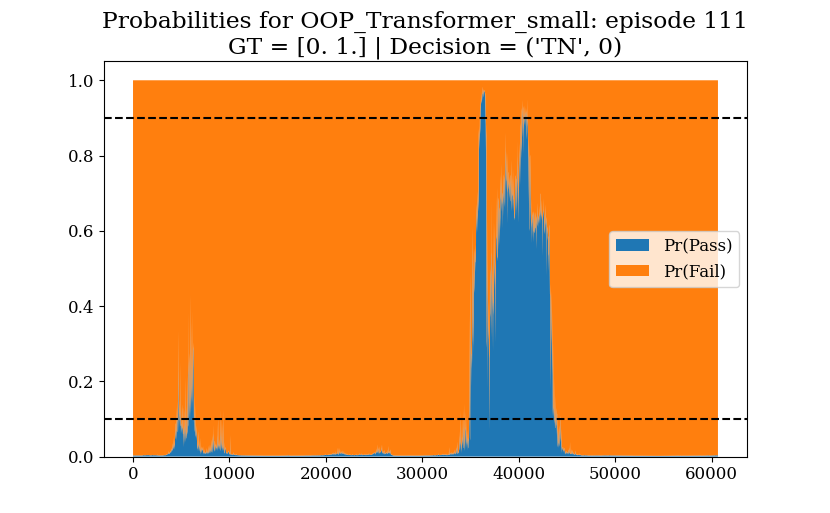 Probabilities for OOP_Transformer_small: episode 111
GT = [0. 1.] | Decision = ('TN', 0)
1.0
0.8
0.6
0.4
0.2
0.0
Pr(Pass)
Pr(Fail)
0 10000 20000 30000 40000 50000 60000